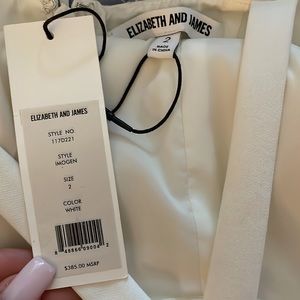 ELIZABETH AND JAMES
2
MADE
IN CHINA
ELIZABETH AND JAMES
STYLE NO.
117D221
STYLE
IMOGEN
SIZE
2
COLOR
WHITE
$385.00 MSRP